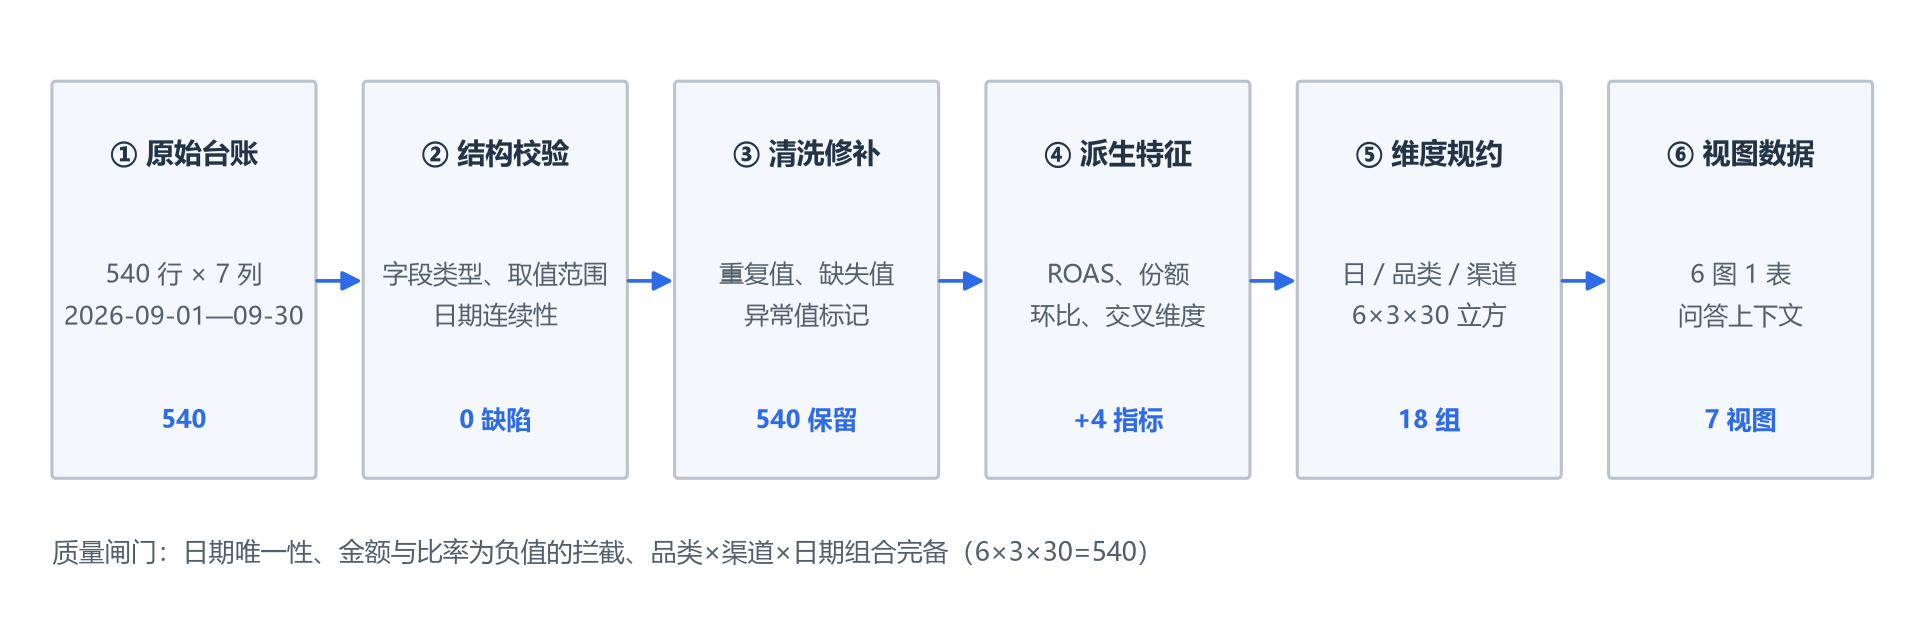 ① 原始台账
540 行 × 7 列
2026-09-01—09-30
540
② 结构校验
字段类型、取值范围
日期连续性
0 缺陷
③ 清洗修补
重复值、缺失值
异常值标记
540 保留
④ 派生特征
ROAS、份额
环比、交叉维度
+4 指标
⑤ 维度规约
日 / 品类 / 渠道
6×3×30 立方
18 组
⑥ 视图数据
6 图 1 表
问答上下文
7 视图
质量闸门：日期唯一性、金额与比率为负值的拦截、品类×渠道×日期组合完备（6×3×30=540）